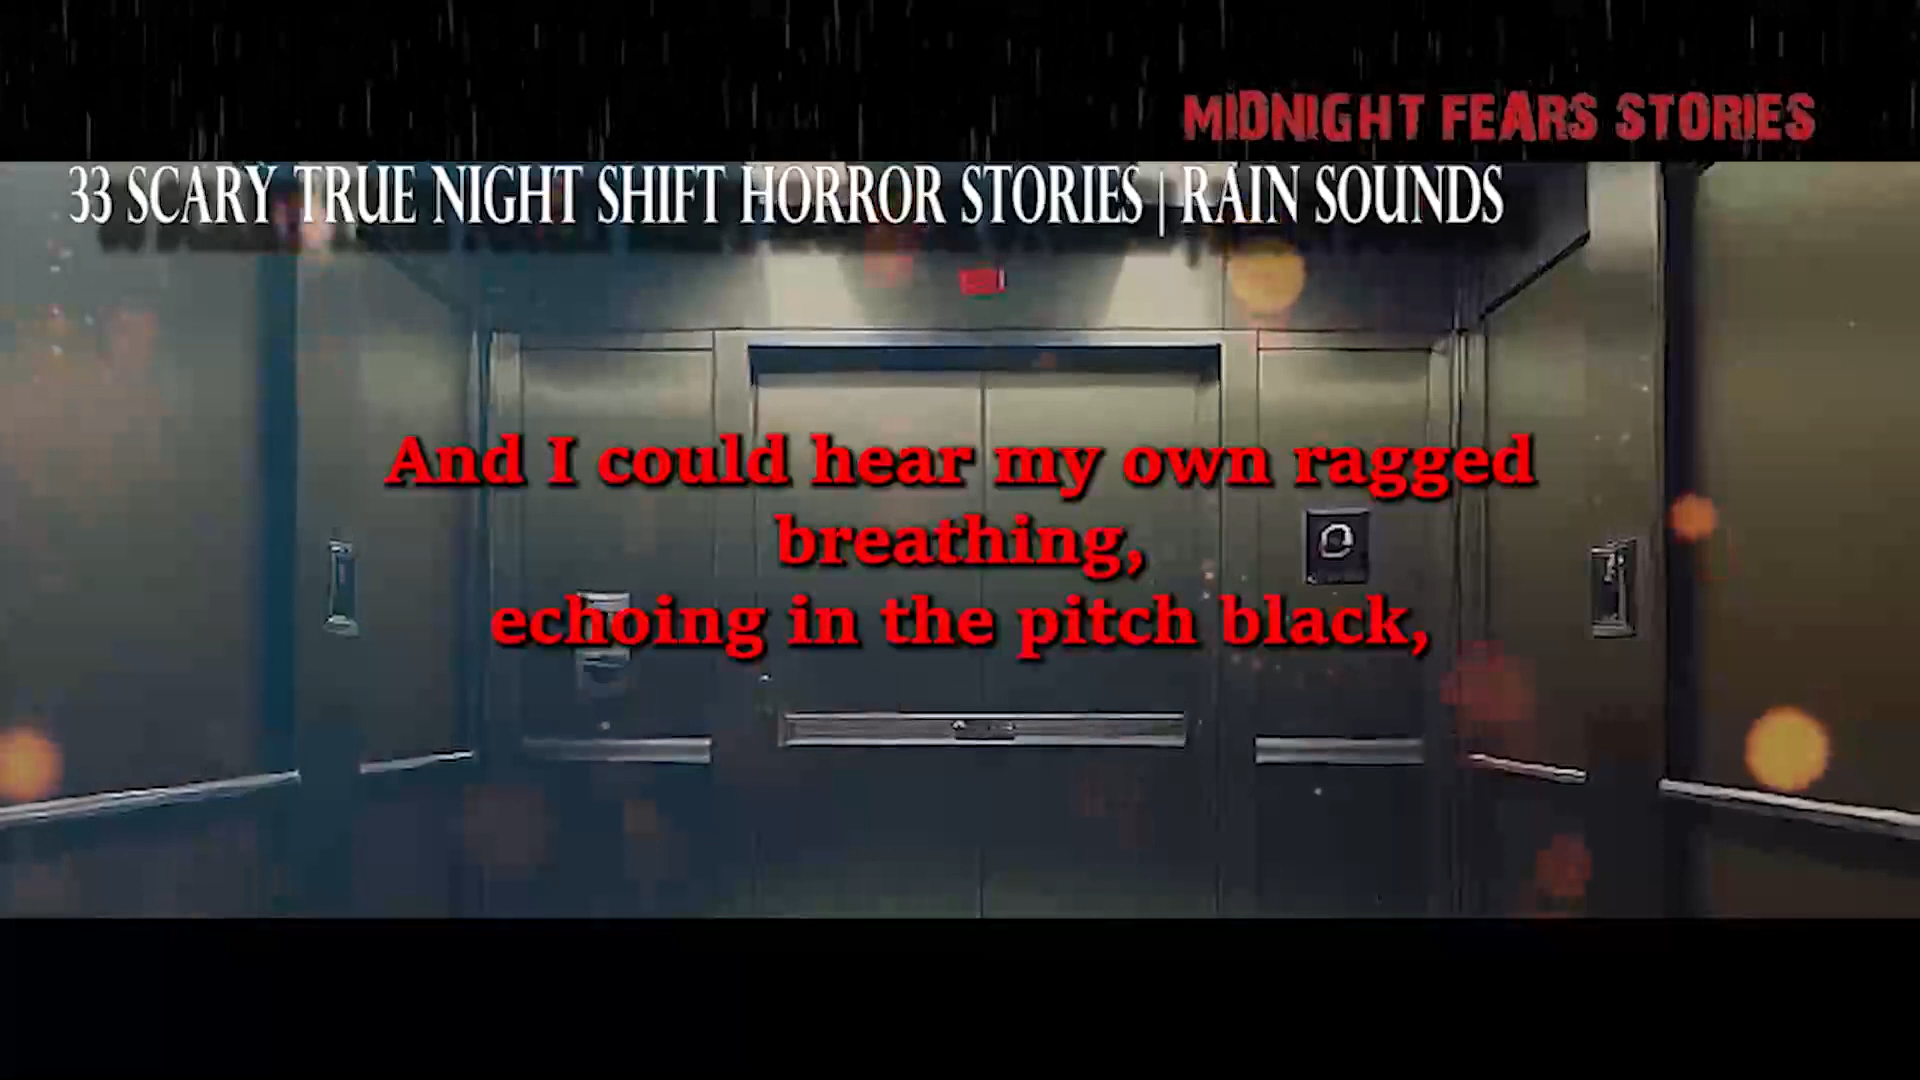 MIDNIGHT FEARS STORIES
33 SCARY TRUE NIGHT SHIFT HORROR STORIES | RAIN SOUNDS
And I could hear my own ragged
breathing,
echoing in the pitch black,